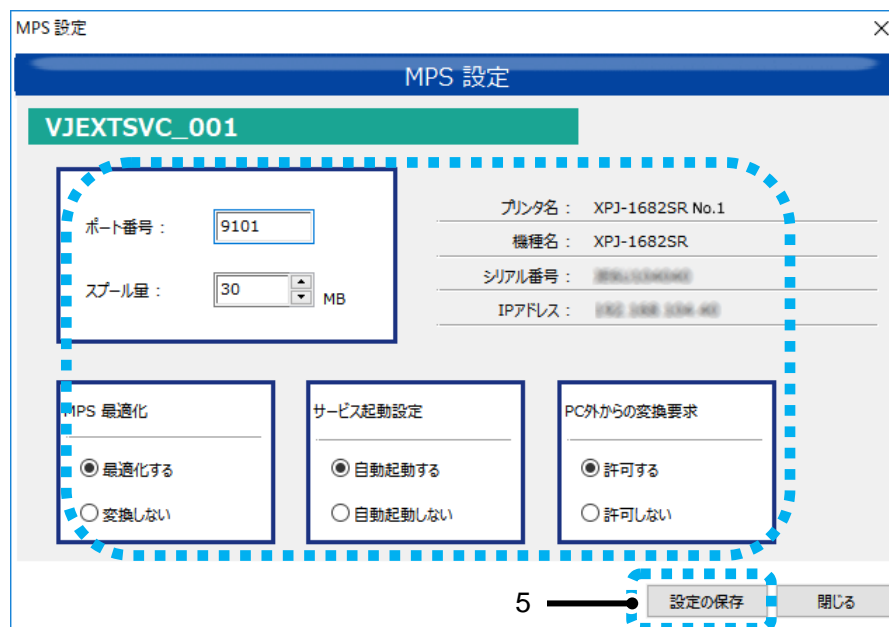 MPS 設定
MPS 設定
VJEXTSVC_001
ポート番号 : 9101
スプール量 : 30 MB
プリンタ名 : XPJ-1682SR No.1
機種名 : XPJ-1682SR
シリアル番号 :
IPアドレス :
MPS 最適化
最適化する
変換しない
サービス起動設定
自動起動する
自動起動しない
PC外からの変換要求
許可する
許可しない
5
設定の保存
閉じる